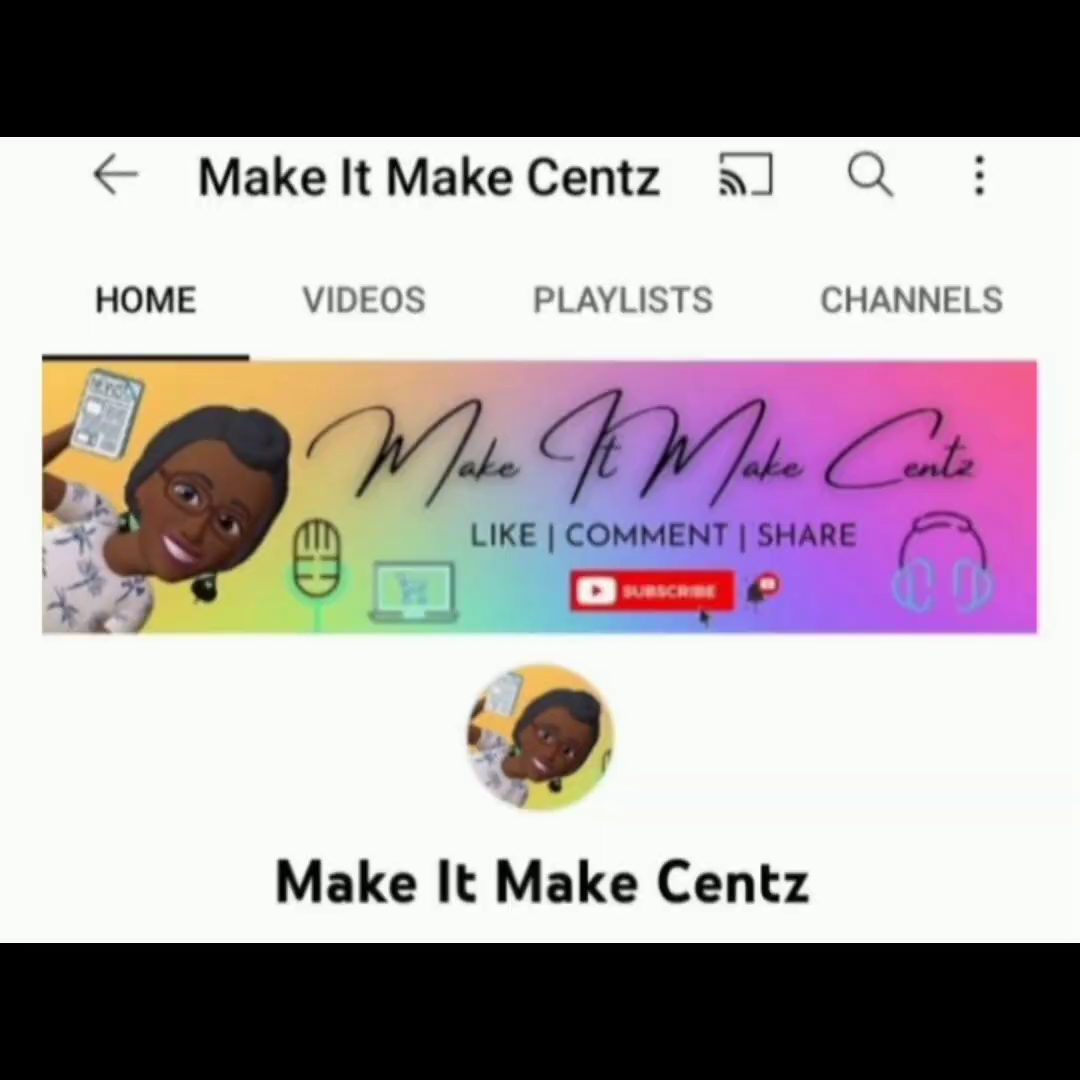 Make It Make Centz
HOME VIDEOS PLAYLISTS CHANNELS
NEWS
Make It Make Centz
LIKE | COMMENT | SHARE
SUBSCRIBE
Make It Make Centz